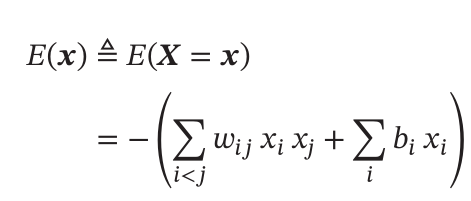 E(x) ≜ E(X = x)
= −(∑_{i<j} w_{ij} x_i x_j + ∑_i b_i x_i)